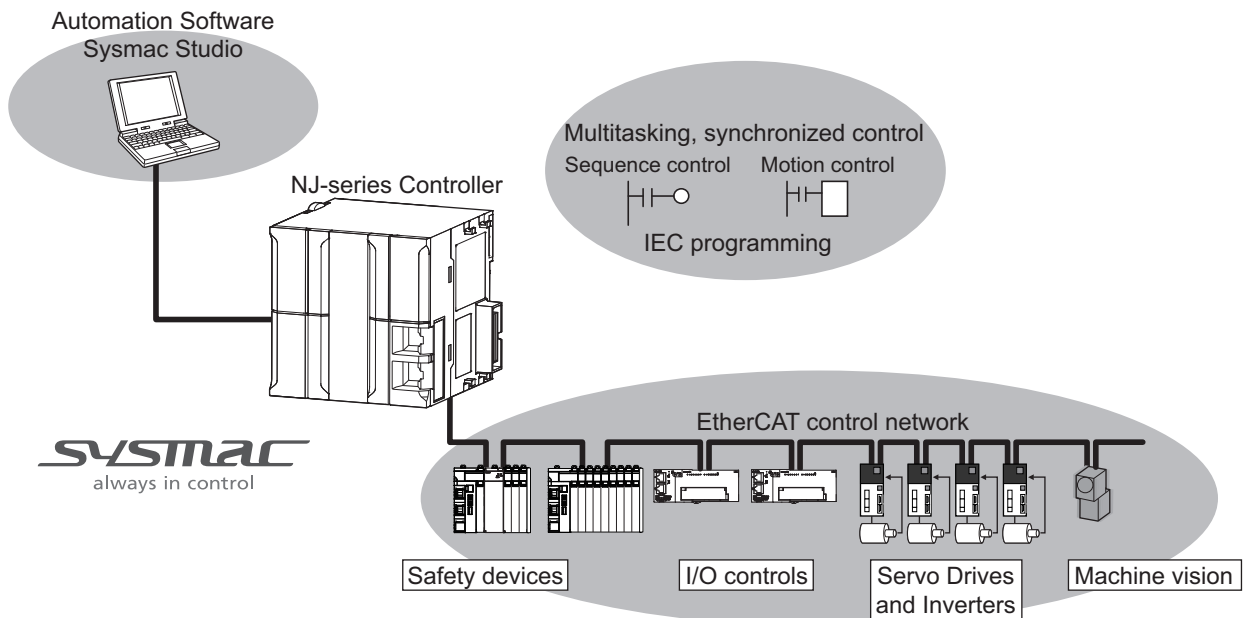 Automation Software
Sysmac Studio
NJ-series Controller
Multitasking, synchronized control
Sequence control
Motion control
IEC programming
EtherCAT control network
sysmac
always in control
Safety devices
I/O controls
Servo Drives
and Inverters
Machine vision